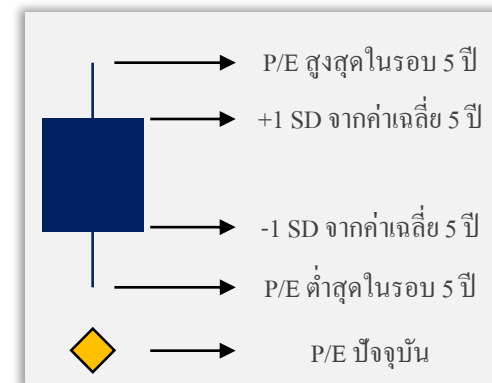 P/E สูงสุดในรอบ 5 ปี
+1 SD จากค่าเฉลี่ย 5 ปี
-1 SD จากค่าเฉลี่ย 5 ปี
P/E ต่ำสุดในรอบ 5 ปี
P/E ปัจจุบัน